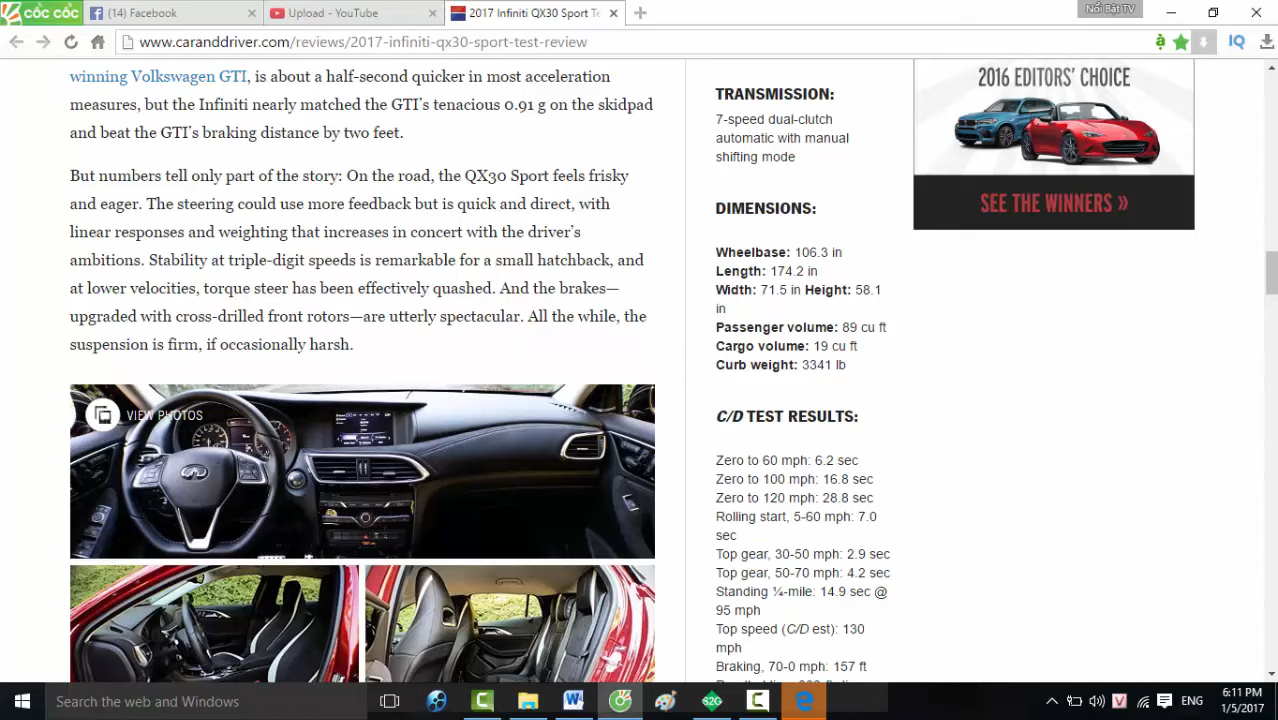 cốc cốc
(14) Facebook
Upload - YouTube
2017 Infiniti QX30 Sport Te
Nổi Bật TV
www.caranddriver.com/reviews/2017-infiniti-qx30-sport-test-review
winning Volkswagen GTI, is about a half-second quicker in most acceleration
measures, but the Infiniti nearly matched the GTI's tenacious 0.91 g on the skidpad
and beat the GTI's braking distance by two feet.
But numbers tell only part of the story: On the road, the QX30 Sport feels frisky
and eager. The steering could use more feedback but is quick and direct, with
linear responses and weighting that increases in concert with the driver's
ambitions. Stability at triple-digit speeds is remarkable for a small hatchback, and
at lower velocities, torque steer has been effectively quashed. And the brakes—
upgraded with cross-drilled front rotors—are utterly spectacular. All the while, the
suspension is firm, if occasionally harsh.
VIEW PHOTOS
TRANSMISSION:
7-speed dual-clutch
automatic with manual
shifting mode
DIMENSIONS:
Wheelbase: 106.3 in
Length: 174.2 in
Width: 71.5 in Height: 58.1
in
Passenger volume: 89 cu ft
Cargo volume: 19 cu ft
Curb weight: 3341 lb
C/D TEST RESULTS:
Zero to 60 mph: 6.2 sec
Zero to 100 mph: 16.8 sec
Zero to 120 mph: 28.8 sec
Rolling start, 5-60 mph: 7.0
sec
Top gear, 30-50 mph: 2.9 sec
Top gear, 50-70 mph: 4.2 sec
Standing ¼-mile: 14.9 sec @
95 mph
Top speed (C/D est): 130
mph
Braking, 70-0 mph: 157 ft
2016 EDITORS' CHOICE
SEE THE WINNERS »
Search the web and Windows
S2G
ENG
6:11 PM
1/5/2017